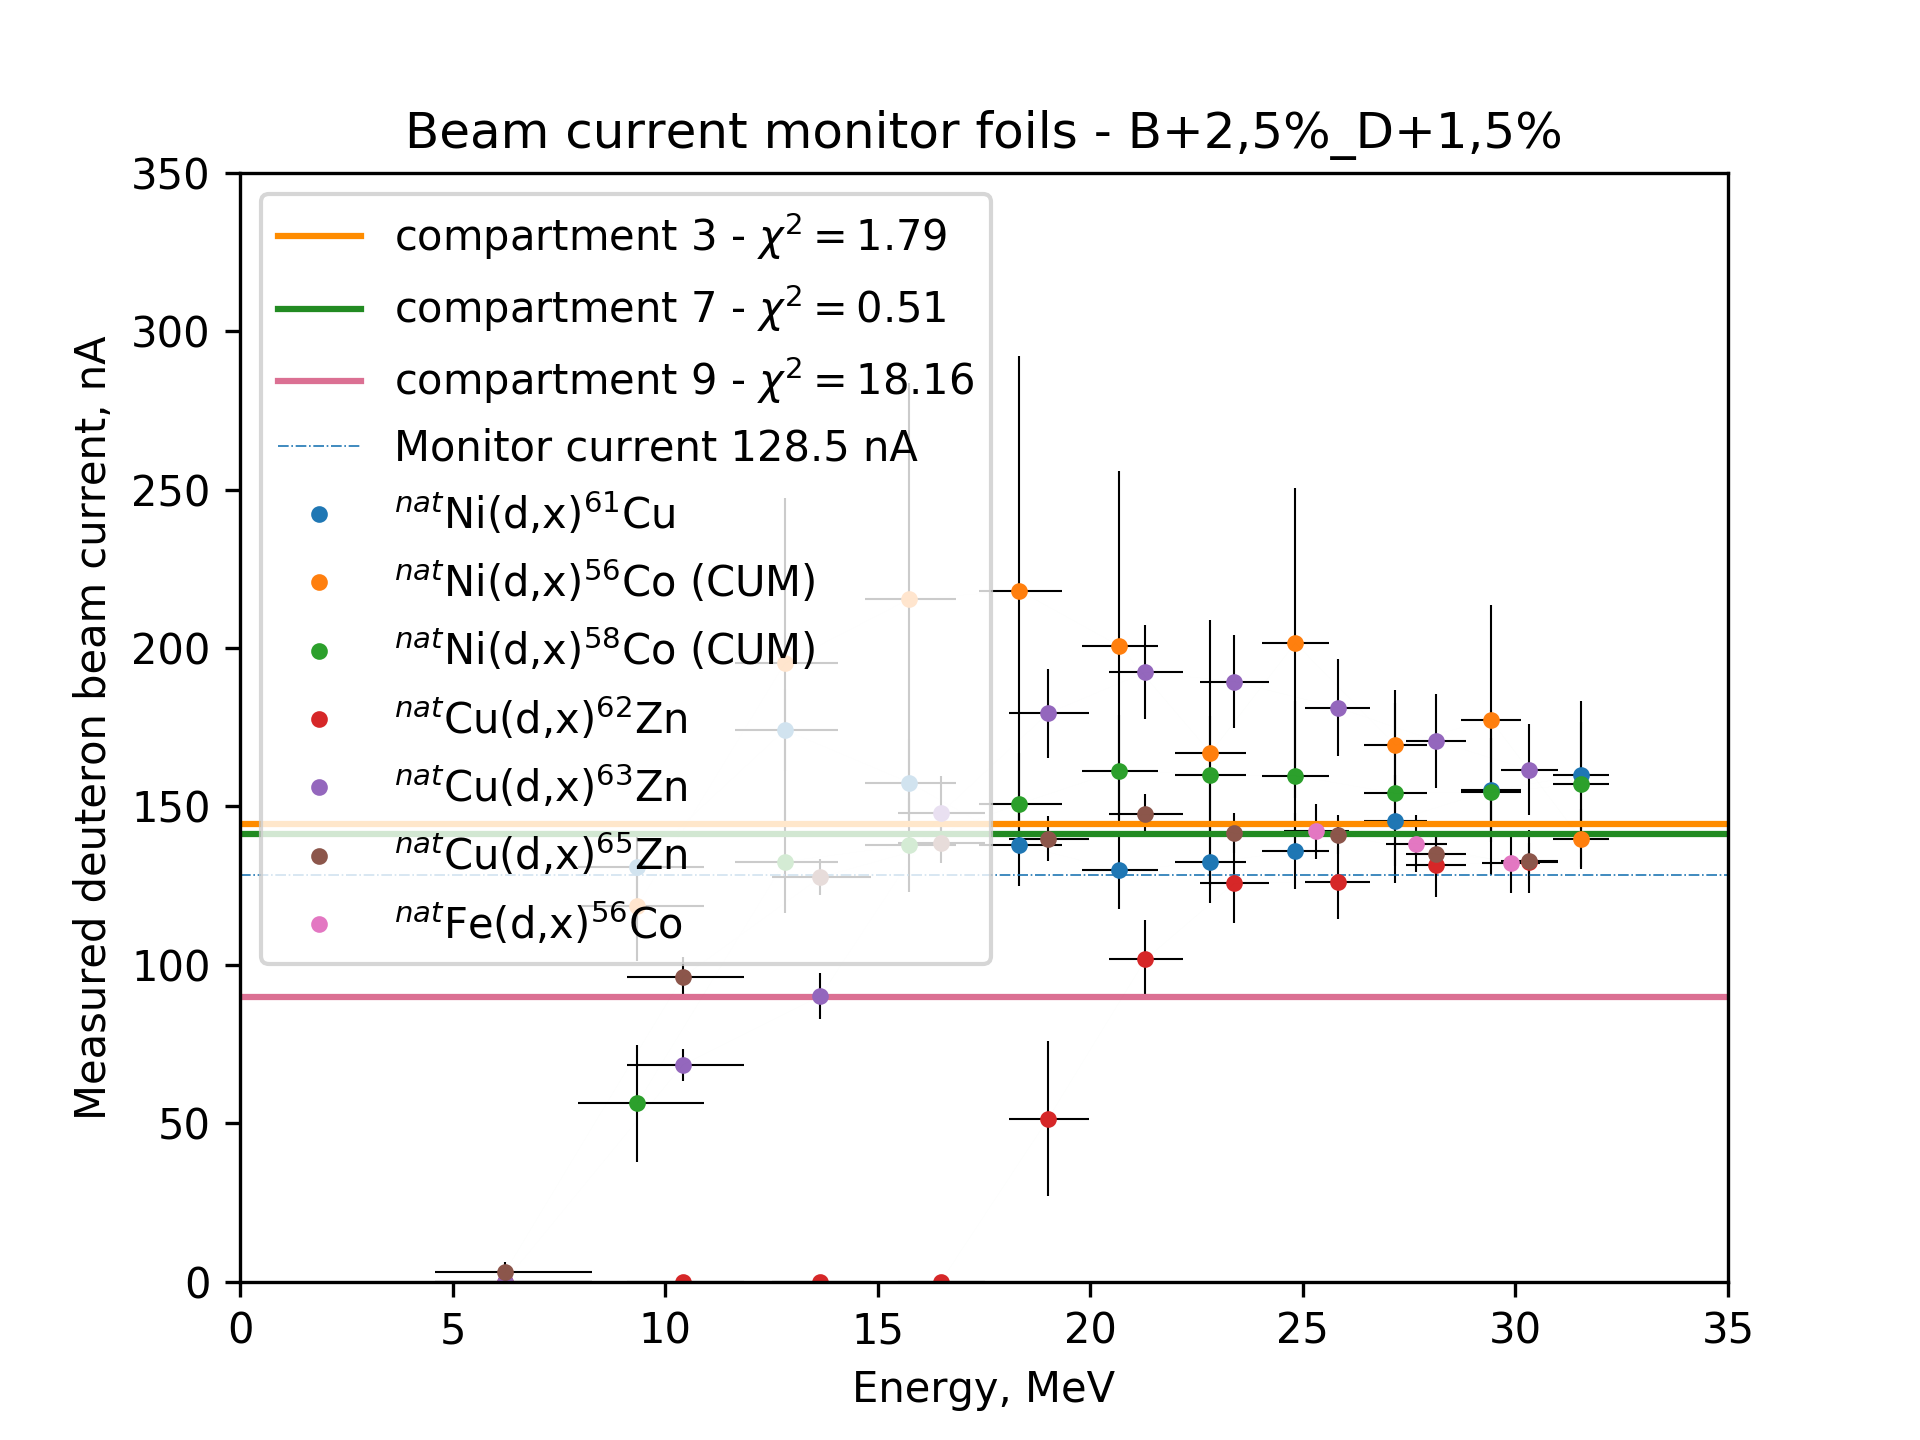 Beam current monitor foils - B+2,5%_D+1,5%
350
300
250
200
150
100
50
0
Measured deuteron beam current, nA
compartment 3 - χ² = 1.79
compartment 7 - χ² = 0.51
compartment 9 - χ² = 18.16
Monitor current 128.5 nA
ⁿᵃᵗNi(d,x)⁶¹Cu
ⁿᵃᵗNi(d,x)⁵⁶Co (CUM)
ⁿᵃᵗNi(d,x)⁵⁸Co (CUM)
ⁿᵃᵗCu(d,x)⁶²Zn
ⁿᵃᵗCu(d,x)⁶³Zn
ⁿᵃᵗCu(d,x)⁶⁵Zn
ⁿᵃᵗFe(d,x)⁵⁶Co
0 5 10 15 20 25 30 35
Energy, MeV